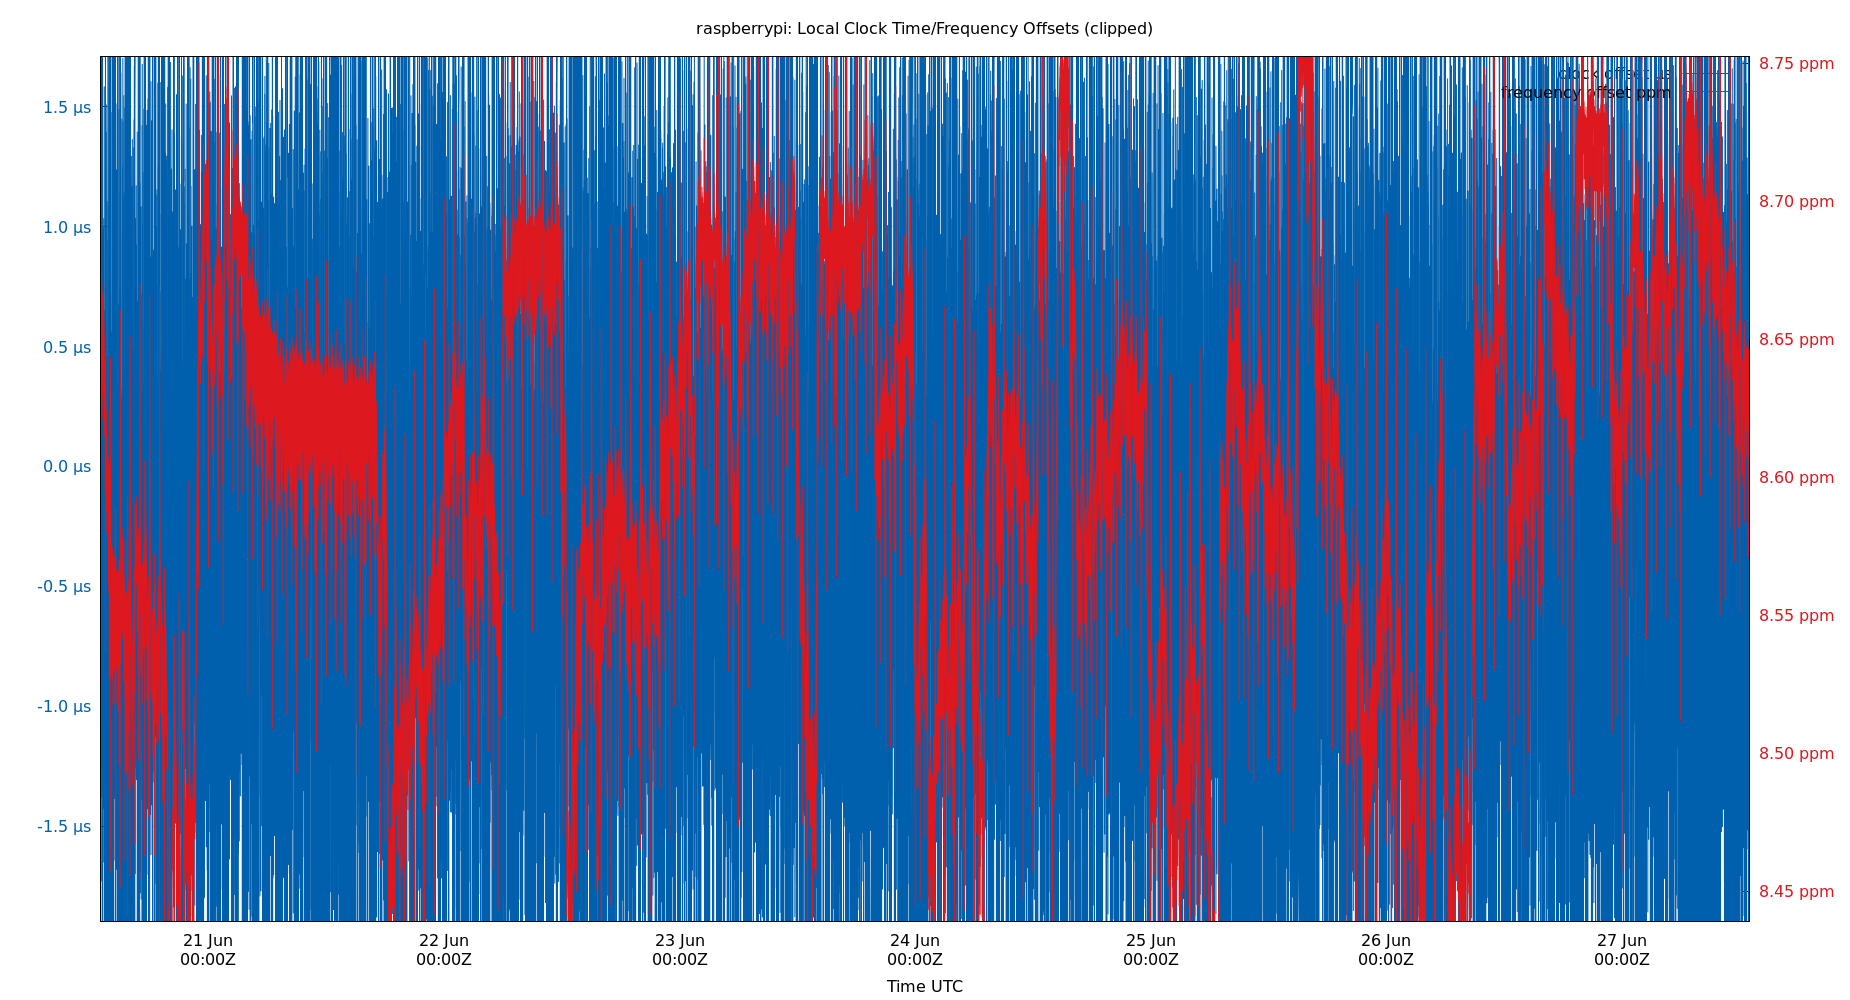 raspberrypi: Local Clock Time/Frequency Offsets (clipped)
clock offset µs
frequency offset ppm
1.5 µs
1.0 µs
0.5 µs
0.0 µs
-0.5 µs
-1.0 µs
-1.5 µs
8.75 ppm
8.70 ppm
8.65 ppm
8.60 ppm
8.55 ppm
8.50 ppm
8.45 ppm
21 Jun
00:00Z
22 Jun
00:00Z
23 Jun
00:00Z
24 Jun
00:00Z
25 Jun
00:00Z
26 Jun
00:00Z
27 Jun
00:00Z
Time UTC